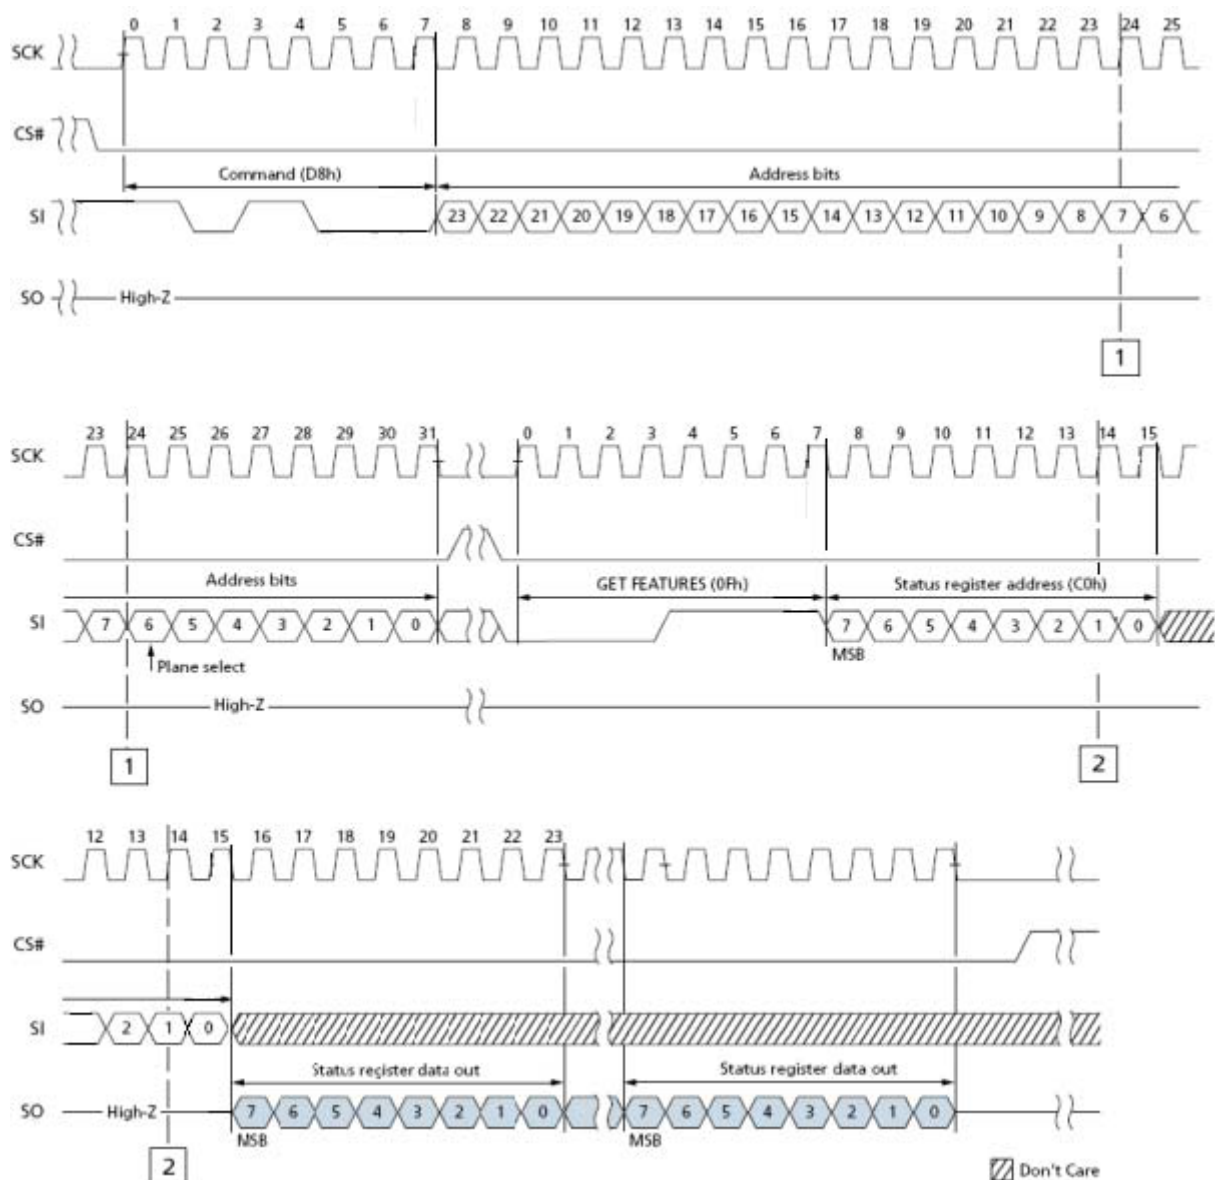 0 1 2 3 4 5 6 7 8 9 10 11 12 13 14 15 16 17 18 19 20 21 22 23 24 25
SCK
CS#
Command (D8h) Address bits
SI 23 22 21 20 19 18 17 16 15 14 13 12 11 10 9 8 7 6
SO High-Z
1
23 24 25 26 27 28 29 30 31 0 1 2 3 4 5 6 7 8 9 10 11 12 13 14 15
SCK
CS#
Address bits GET FEATURES (0Fh) Status register address (C0h)
SI 7 6 5 4 3 2 1 0 7 6 5 4 3 2 1 0
Plane select MSB
SO High-Z
1 2
12 13 14 15 16 17 18 19 20 21 22 23
SCK
CS#
SI 2 1 0
Status register data out Status register data out
SO High-Z 7 6 5 4 3 2 1 0 7 6 5 4 3 2 1 0
MSB MSB
2
Don't Care